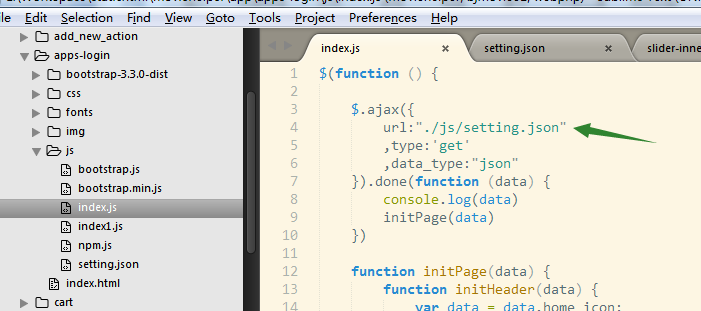 Edit Selection Find View Goto Tools Project Preferences Help
add_new_action
apps-login
bootstrap-3.3.0-dist
css
fonts
img
js
bootstrap.js
bootstrap.min.js
index.js
index1.js
npm.js
setting.json
index.html
cart
index.js × setting.json × slider-inne
1 $(function () {
2
3 $.ajax({
4 url:"./js/setting.json"
5 ,type:'get'
6 ,data_type:"json"
7 }).done(function (data) {
8 console.log(data)
9 initPage(data)
10 })
11
12 function initPage(data) {
13 function initHeader(data) {
14 var data = data.home_icon;